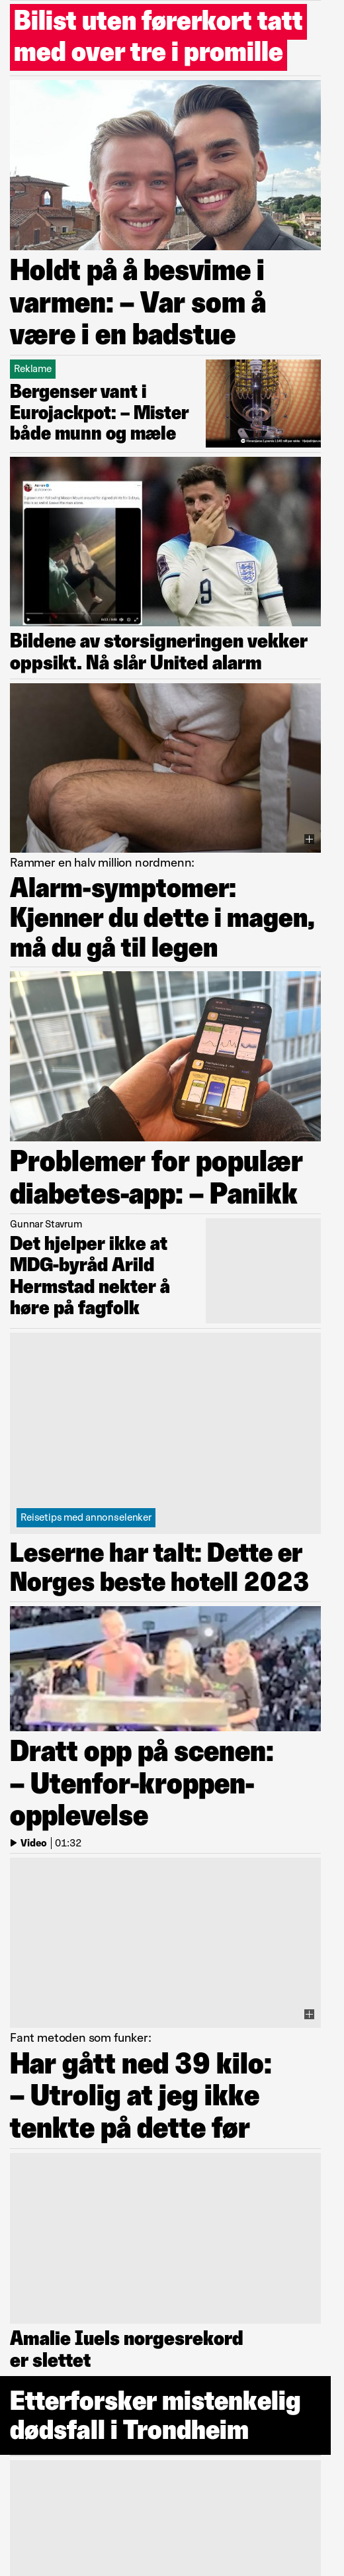 Bilist uten førerkort tatt
med over tre i promille
Holdt på å besvime i
varmen: – Var som å
være i en badstue
Reklame
Bergenser vant i
Eurojackpot: – Mister
både munn og mæle
Bildene av storsigneringen vekker
oppsikt. Nå slår United alarm
Rammer en halv million nordmenn:
Alarm-symptomer:
Kjenner du dette i magen,
må du gå til legen
Problemer for populær
diabetes-app: – Panikk
Gunnar Stavrum
Det hjelper ikke at
MDG-byråd Arild
Hermstad nekter å
høre på fagfolk
Reisetips med annonselenker
Leserne har talt: Dette er
Norges beste hotell 2023
Dratt opp på scenen:
– Utenfor-kroppen-
opplevelse
Video 01:32
Fant metoden som funker:
Har gått ned 39 kilo:
– Utrolig at jeg ikke
tenkte på dette før
Amalie Iuels norgesrekord
er slettet
Etterforsker mistenkelig
dødsfall i Trondheim